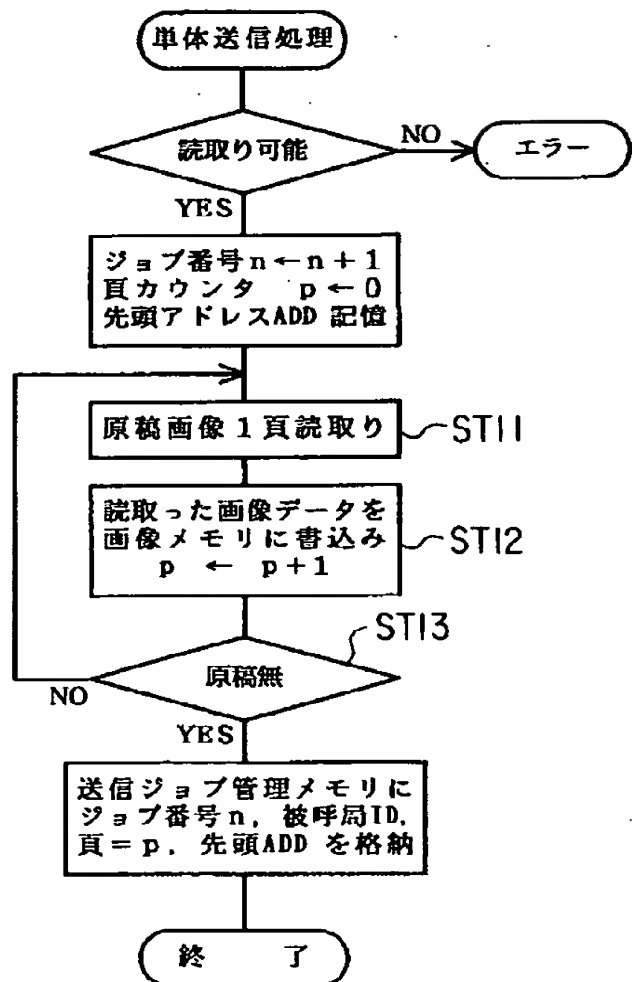 単体送信処理
読取り可能
NO
エラー
YES
ジョブ番号n←n+1
頁カウンタ p←0
先頭アドレスADD 記憶
原稿画像1頁読取り
ST11
読取った画像データを
画像メモリに書込み
p ← p+1
ST12
ST13
原稿無
NO
YES
送信ジョブ管理メモリに
ジョブ番号n, 被呼局ID,
頁=p, 先頭ADD を格納
終 了